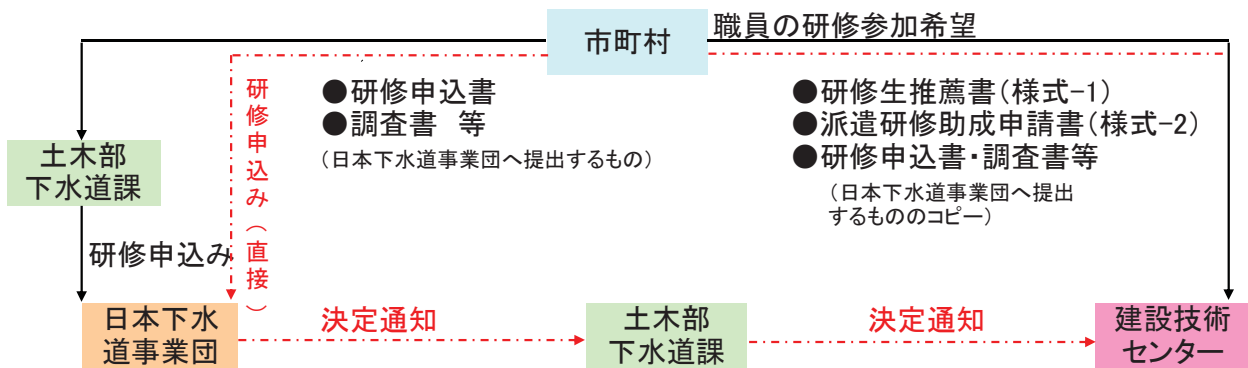 市町村
職員の研修参加希望
研修申込み(直接)
●研修申込書
●調査書 等
(日本下水道事業団へ提出するもの)
●研修生推薦書(様式-1)
●派遣研修助成申請書(様式-2)
●研修申込書・調査書等
(日本下水道事業団へ提出
するもののコピー)
土木部
下水道課
研修申込み
日本下水
道事業団
決定通知
土木部
下水道課
決定通知
建設技術
センター